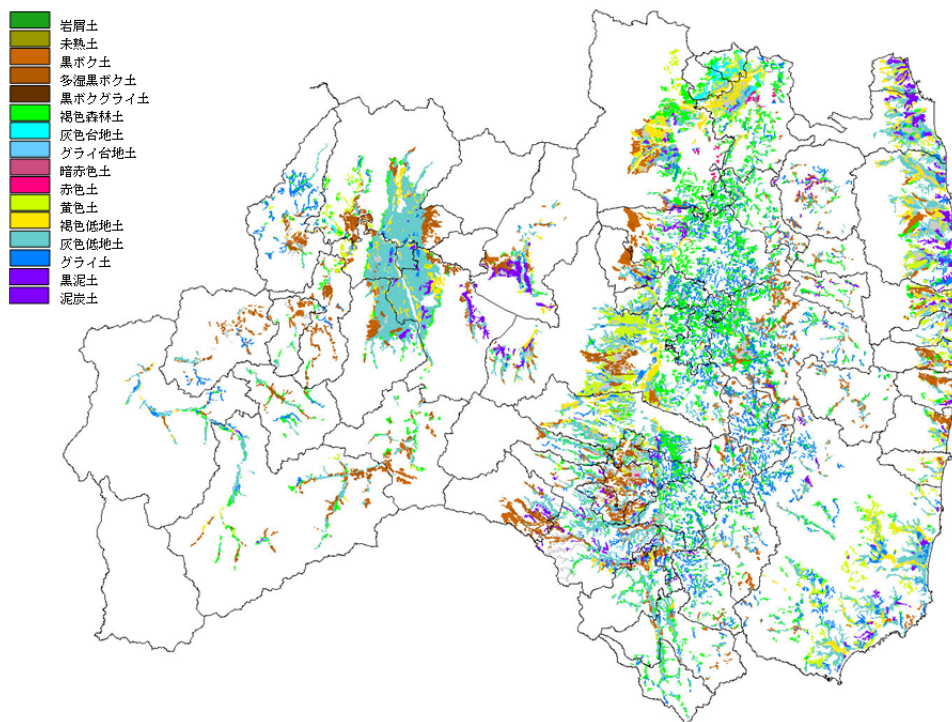 岩屑土
未熟土
黒ボク土
多湿黒ボク土
黒ボクグライ土
褐色森林土
灰色台地土
グライ台地土
暗赤色土
赤色土
黄色土
褐色低地土
灰色低地土
グライ土
黒泥土
泥炭土